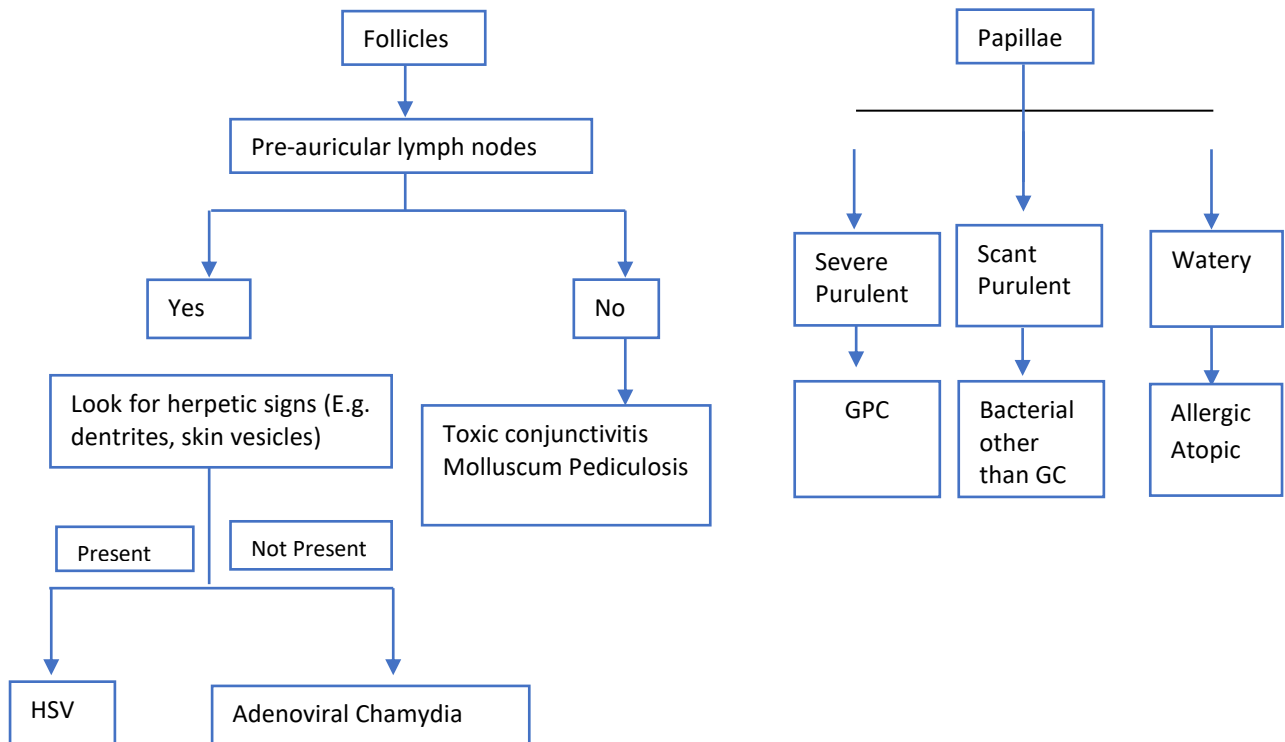 Follicles
Pre-auricular lymph nodes
Yes
No
Look for herpetic signs (E.g.
dentrites, skin vesicles)
Toxic conjunctivitis
Molluscum Pediculosis
Present
Not Present
HSV
Adenoviral Chamydia
Papillae
Severe
Purulent
Scant
Purulent
Watery
GPC
Bacterial
other
than GC
Allergic
Atopic